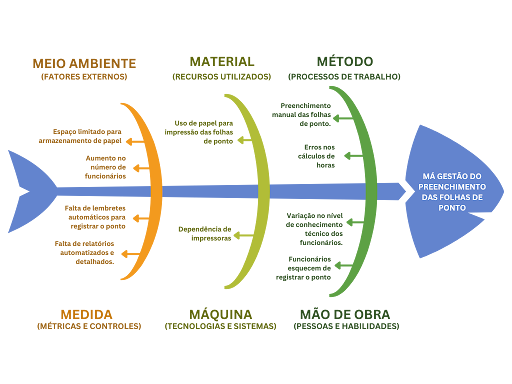 MEIO AMBIENTE
(FATORES EXTERNOS)
MATERIAL
(RECURSOS UTILIZADOS)
MÉTODO
(PROCESSOS DE TRABALHO)
Espaço limitado para
armazenamento de papel
Aumento no
número de
funcionários
Uso de papel para
impressão das folhas
de ponto
Preenchimento
manual das folhas
de ponto.
Erros nos
cálculos de
horas
MÁ GESTÃO DO
PREENCHIMENTO
DAS FOLHAS DE
PONTO
Falta de lembretes
automáticos para
registrar o ponto
Falta de relatórios
automatizados e
detalhados.
Dependência de
impressoras
Variação no nível
de conhecimento
técnico dos
funcionários.
Funcionários
esquecem de
registrar o ponto
MEDIDA
(MÉTRICAS E CONTROLES)
MÁQUINA
(TECNOLOGIAS E SISTEMAS)
MÃO DE OBRA
(PESSOAS E HABILIDADES)